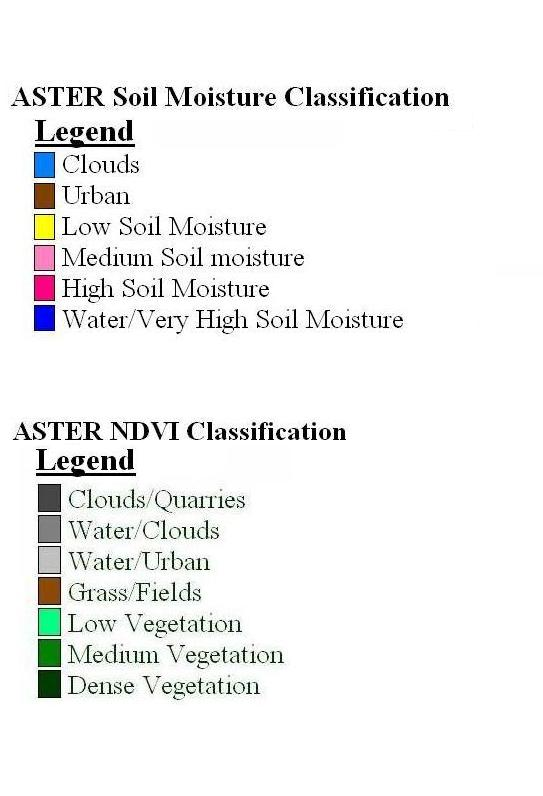 ASTER Soil Moisture Classification
Legend
Clouds
Urban
Low Soil Moisture
Medium Soil moisture
High Soil Moisture
Water/Very High Soil Moisture
ASTER NDVI Classification
Legend
Clouds/Quarries
Water/Clouds
Water/Urban
Grass/Fields
Low Vegetation
Medium Vegetation
Dense Vegetation